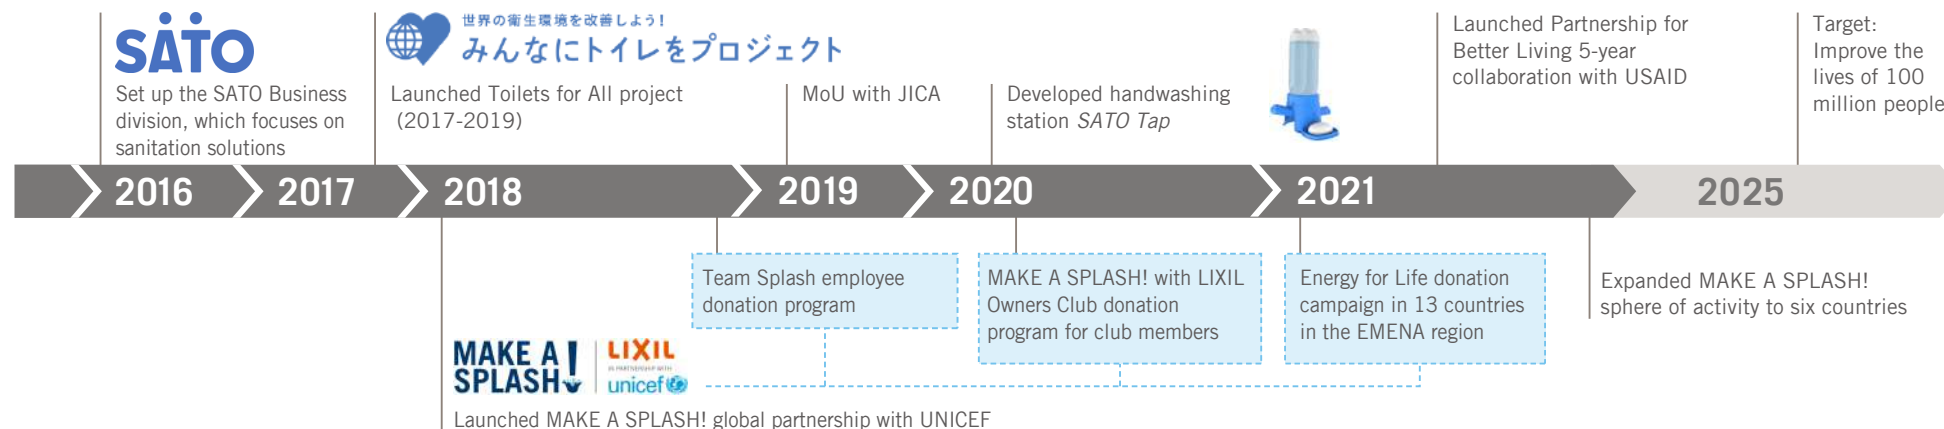 SATO
Set up the SATO Business
division, which focuses on
sanitation solutions
世界の衛生環境を改善しよう!
みんなにトイレをプロジェクト
Launched Toilets for All project
(2017-2019)
MoU with JICA
Developed handwashing
station SATO Tap
Launched Partnership for
Better Living 5-year
collaboration with USAID
Target:
Improve the
lives of 100
million people
2016
2017
2018
2019
2020
2021
2025
Team Splash employee
donation program
MAKE A SPLASH! with LIXIL
Owners Club donation
program for club members
Energy for Life donation
campaign in 13 countries
in the EMENA region
Expanded MAKE A SPLASH!
sphere of activity to six countries
MAKE A
SPLASH!
LIXIL
IN PARTNERSHIP WITH
unicef
Launched MAKE A SPLASH! global partnership with UNICEF